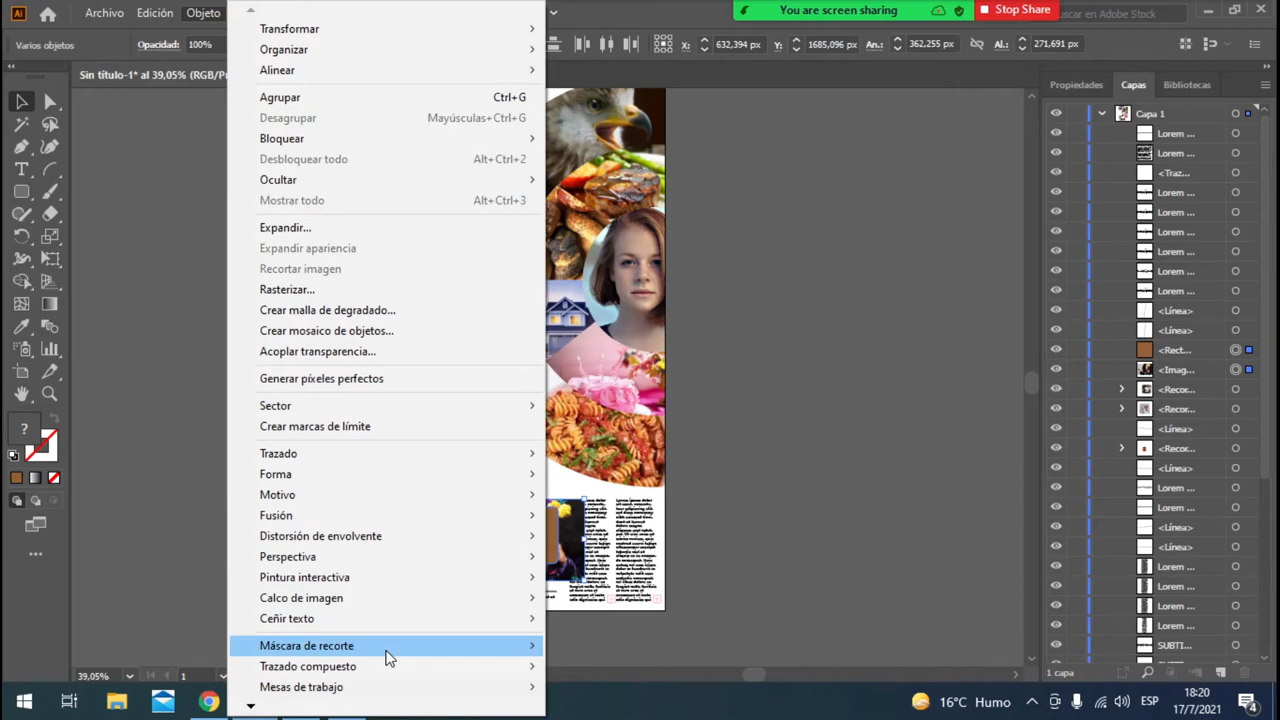 Ai Archivo Edición Objeto
You are screen sharing Stop Share
Buscar en Adobe Stock
Varios objetos Opacidad: 100%
X: 632,394 px Y: 1685,096 px An.: 362,255 px Al.: 271,691 px
Sin título-1* al 39,05% (RGB/Pr
Transformar
Organizar
Alinear
Agrupar Ctrl+G
Desagrupar Mayúsculas+Ctrl+G
Bloquear
Desbloquear todo Alt+Ctrl+2
Ocultar
Mostrar todo Alt+Ctrl+3
Expandir...
Expandir apariencia
Recortar imagen
Rasterizar...
Crear malla de degradado...
Crear mosaico de objetos...
Acoplar transparencia...
Generar píxeles perfectos
Sector
Crear marcas de límite
Trazado
Forma
Motivo
Fusión
Distorsión de envolvente
Perspectiva
Pintura interactiva
Calco de imagen
Ceñir texto
Máscara de recorte
Trazado compuesto
Mesas de trabajo
Propiedades Capas Bibliotecas
Capa 1
Lorem ...
Lorem ...
<Traz...
Lorem ...
Lorem ...
Lorem ...
Lorem ...
Lorem ...
Lorem ...
<Línea>
<Línea>
<Rect...
<Imag...
<Recor...
<Recor...
<Línea>
<Recor...
<Línea>
Lorem ...
Lorem ...
<Línea>
<Línea>
Lorem ...
Lorem ...
Lorem ...
Lorem ...
SUBTI...
1 capa
?
39,05% 1
16°C Humo ESP 18:20
17/7/2021 4